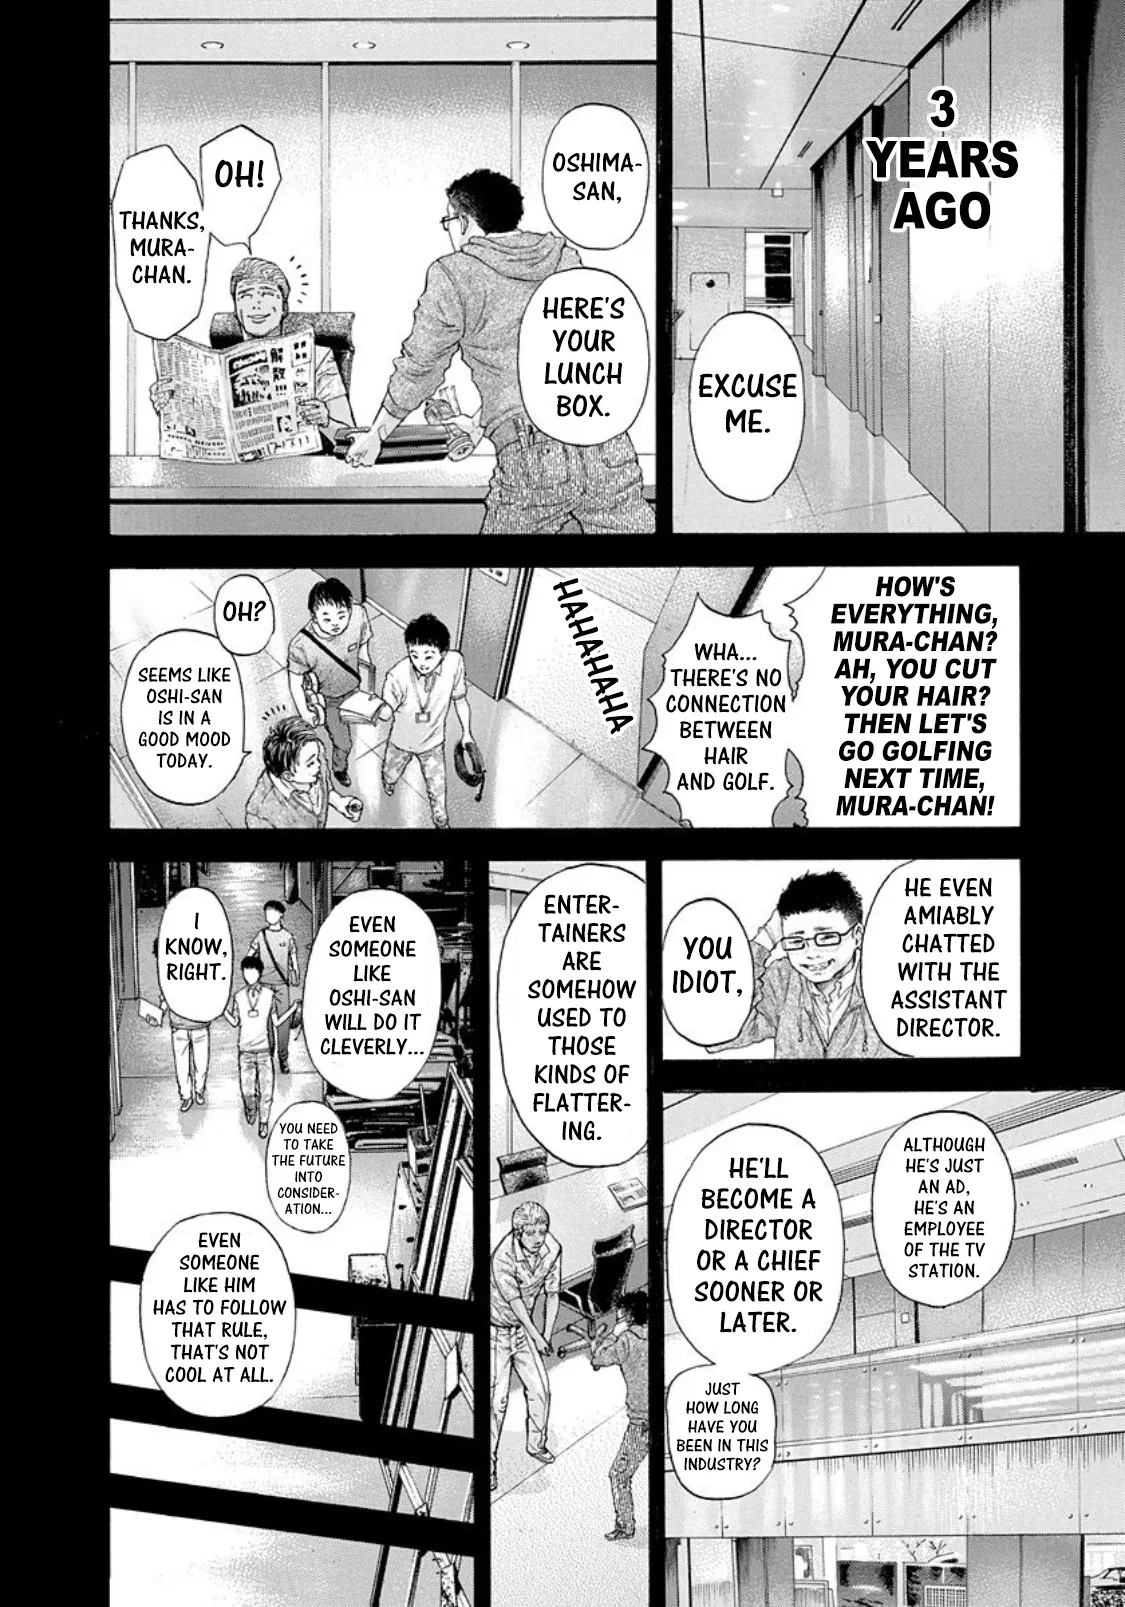 3
YEARS
AGO
EXCUSE
ME.
OSHIMA-
SAN,
HERE'S
YOUR
LUNCH
BOX.
OH!
THANKS,
MURA-
CHAN.
解放!!!
HOW'S
EVERYTHING,
MURA-CHAN?
AH, YOU CUT
YOUR HAIR?
THEN LET'S
GO GOLFING
NEXT TIME,
MURA-CHAN!
WHA...
THERE'S NO
CONNECTION
BETWEEN
HAIR
AND GOLF.
HAHAHAHA
OH?
SEEMS LIKE
OSHI-SAN
IS IN A
GOOD MOOD
TODAY.
HE EVEN
AMIABLY
CHATTED
WITH THE
ASSISTANT
DIRECTOR.
YOU
IDIOT,
ALTHOUGH
HE'S JUST
AN AD,
HE'S AN
EMPLOYEE
OF THE TV
STATION.
HE'LL
BECOME A
DIRECTOR
OR A CHIEF
SOONER OR
LATER.
JUST
HOW LONG
HAVE YOU
BEEN IN THIS
INDUSTRY?
ENTER-
TAINERS
ARE
SOMEHOW
USED TO
THOSE
KINDS OF
FLATTER-
ING.
EVEN
SOMEONE
LIKE
OSHI-SAN
WILL DO IT
CLEVERLY...
I
KNOW,
RIGHT.
YOU NEED
TO TAKE
THE FUTURE
INTO
CONSIDER-
ATION...
EVEN
SOMEONE
LIKE HIM
HAS TO FOLLOW
THAT RULE,
THAT'S NOT
COOL AT ALL.